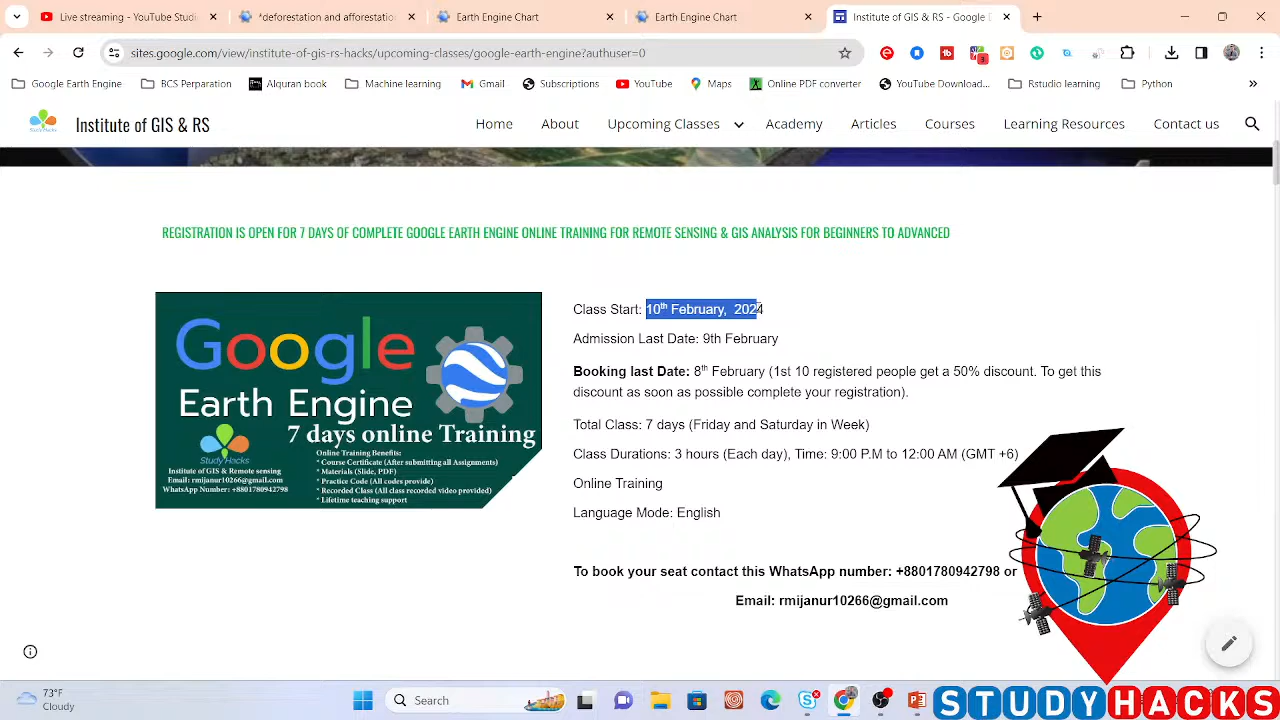 Live streaming - YouTube Studi
*deforestation and afforestatio
Earth Engine Chart
Earth Engine Chart
Institute of GIS & RS - Google D
sites.google.com/view/institute-of-gis-rs-hacks/upcoming-classes/google-earth-engine?authuser=0
3
Google Earth Engine
BCS Preparation
Alquran book
Machine learning
Gmail
Subscriptions
YouTube
Maps
Online PDF converter
YouTube Download...
Rstudio learning
Python
»
Institute of GIS & RS
Home
About
Upcoming Classes
Academy
Articles
Courses
Learning Resources
Contact us
REGISTRATION IS OPEN FOR 7 DAYS OF COMPLETE GOOGLE EARTH ENGINE ONLINE TRAINING FOR REMOTE SENSING & GIS ANALYSIS FOR BEGINNERS TO ADVANCED
Google
Earth Engine
7 days online Training
Study Hacks
Institute of GIS & Remote sensing
Email: rmijanur10266@gmail.com
WhatsApp Number: +8801780942798
Online Training Benefits:
* Course Certificate (After submitting all Assignments)
* Materials (Slide, PDF)
* Practice Code (All codes provide)
* Recorded Class (All class recorded video provided)
* Lifetime teaching support
Class Start: 10th February, 2024
Admission Last Date: 9th February
Booking last Date: 8th February (1st 10 registered people get a 50% discount. To get this
discount as soon as possible complete your registration).
Total Class: 7 days (Friday and Saturday in Week)
Class Durations: 3 hours (Each day), Time: 9:00 P.M to 12:00 AM (GMT +6)
Online Training
Language Mode: English
To book your seat contact this WhatsApp number: +8801780942798 or
Email: rmijanur10266@gmail.com
73°F
Cloudy
Search
STUDYHACKS